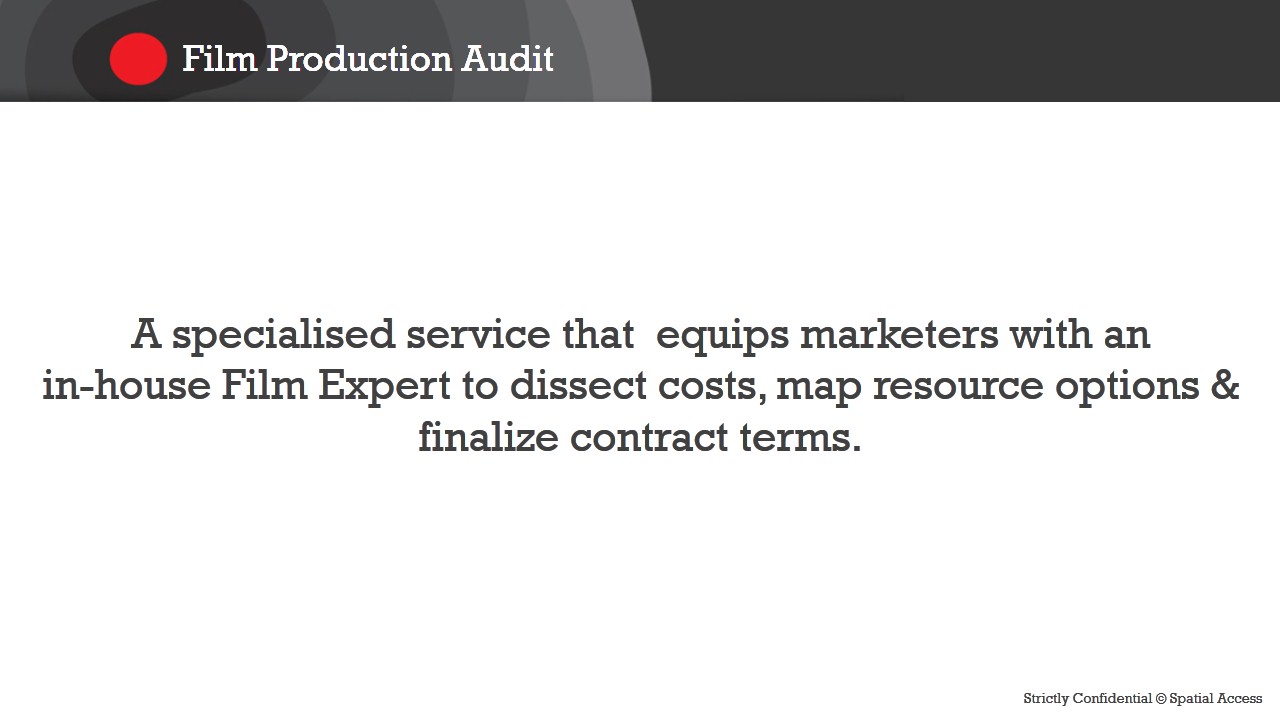 Film Production Audit
A specialised service that  equips marketers with an
in-house Film Expert to dissect costs, map resource options &
finalize contract terms.
Strictly Confidential © Spatial Access